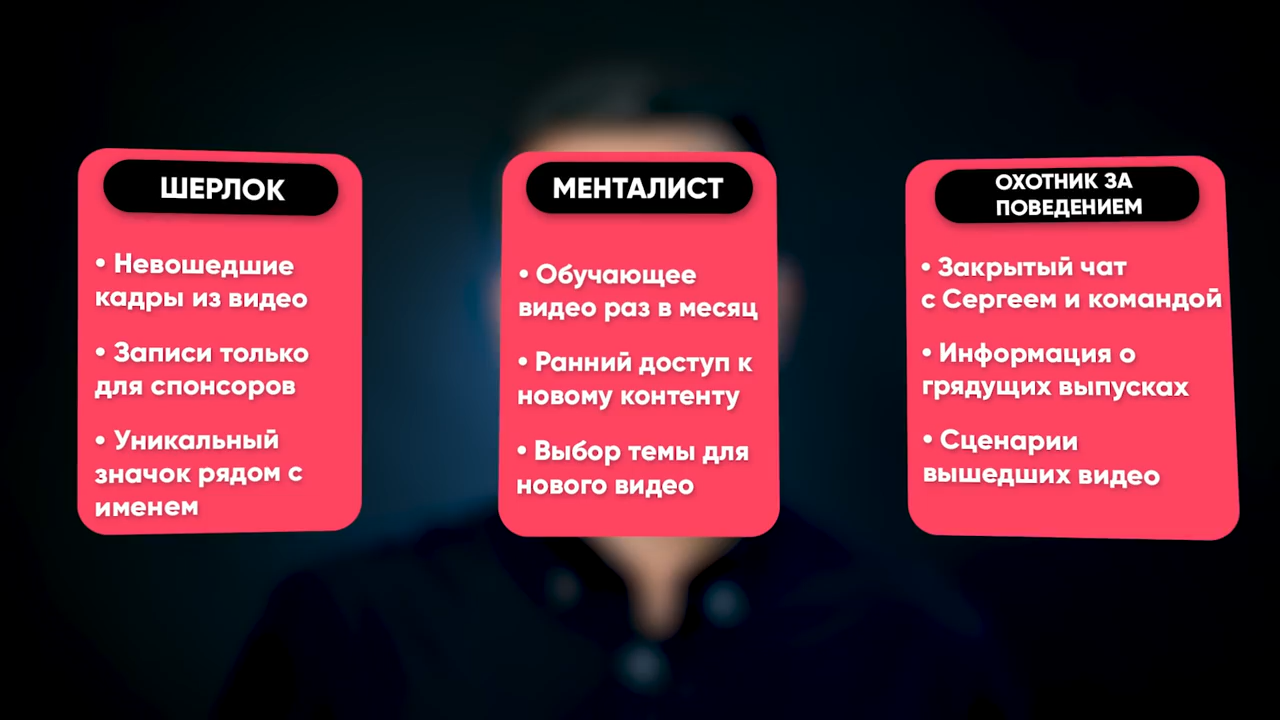 ШЕРЛОК
• Невошедшие
кадры из видео
• Записи только
для спонсоров
• Уникальный
значок рядом с
именем
МЕНТАЛИСТ
• Обучающее
видео раз в месяц
• Ранний доступ к
новому контенту
• Выбор темы для
нового видео
ОХОТНИК ЗА
ПОВЕДЕНИЕМ
• Закрытый чат
с Сергеем и командой
• Информация о
грядущих выпусках
• Сценарии
вышедших видео